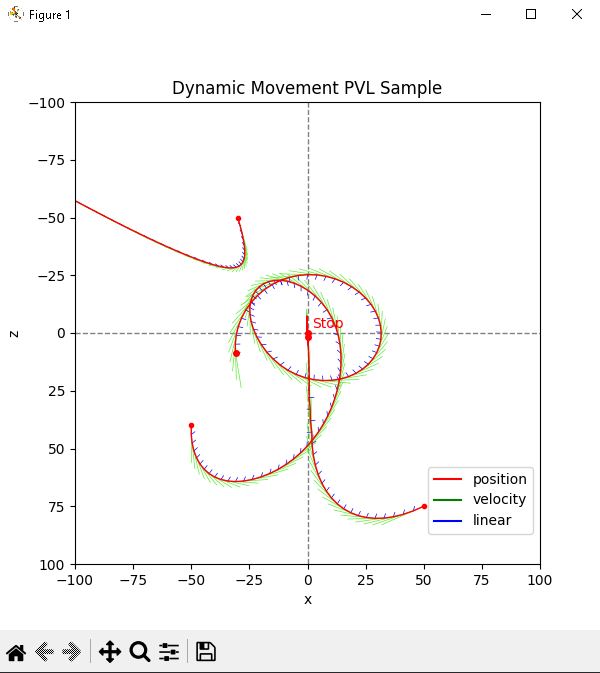 Figure 1
Dynamic Movement PVL Sample
−100
−75
−50
−25
0
25
50
75
100
z
Stop
position
velocity
linear
−100 −75 −50 −25 0 25 50 75 100
x